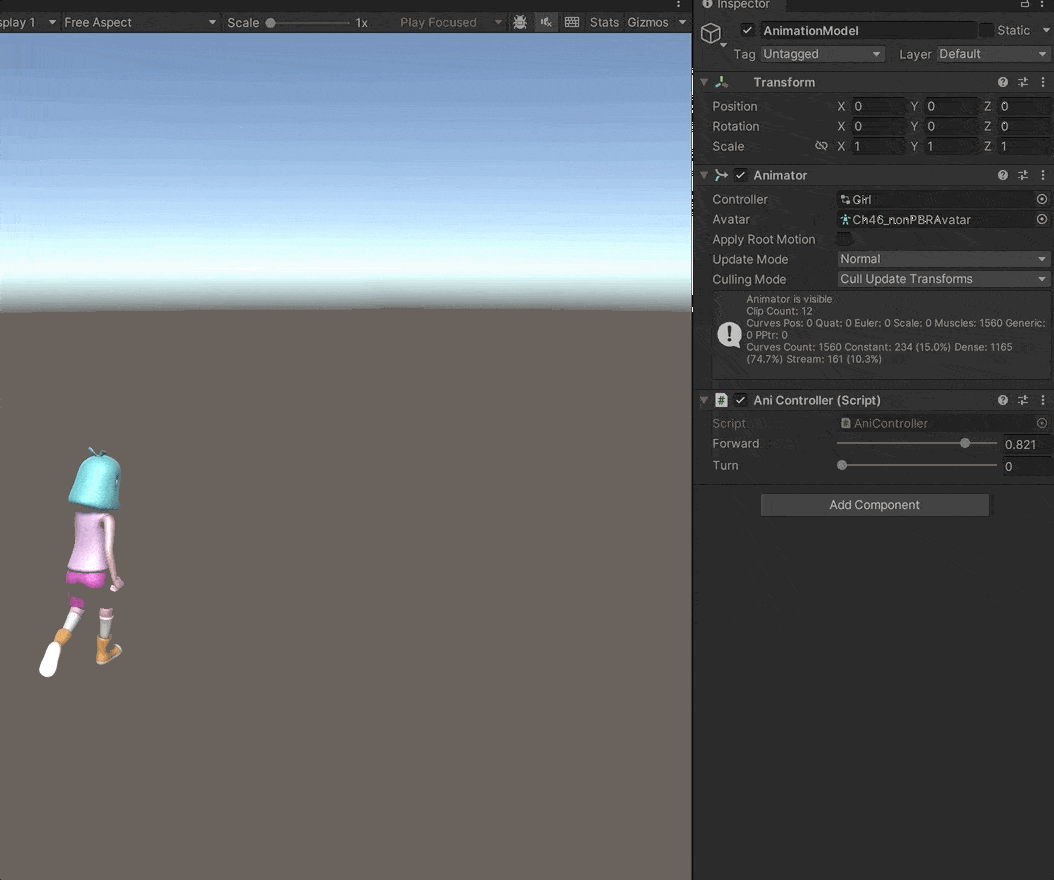 splay 1 Free Aspect Scale 1x Play Focused Stats Gizmos
Inspector
AnimationModel Static
Tag Untagged Layer Default
Transform
Position X 0 Y 0 Z 0
Rotation X 0 Y 0 Z 0
Scale X 1 Y 1 Z 1
Animator
Controller Girl
Avatar Ch46_nonPBRAvatar
Apply Root Motion
Update Mode Normal
Culling Mode Cull Update Transforms
Animator is visible
Clip Count: 12
Curves Pos: 0 Quat: 0 Euler: 0 Scale: 0 Muscles: 1560 Generic:
0 PPtr: 0
Curves Count: 1560 Constant: 234 (15.0%) Dense: 1165
(74.7%) Stream: 161 (10.3%)
# Ani Controller (Script)
Script AniController
Forward 0.821
Turn 0
Add Component